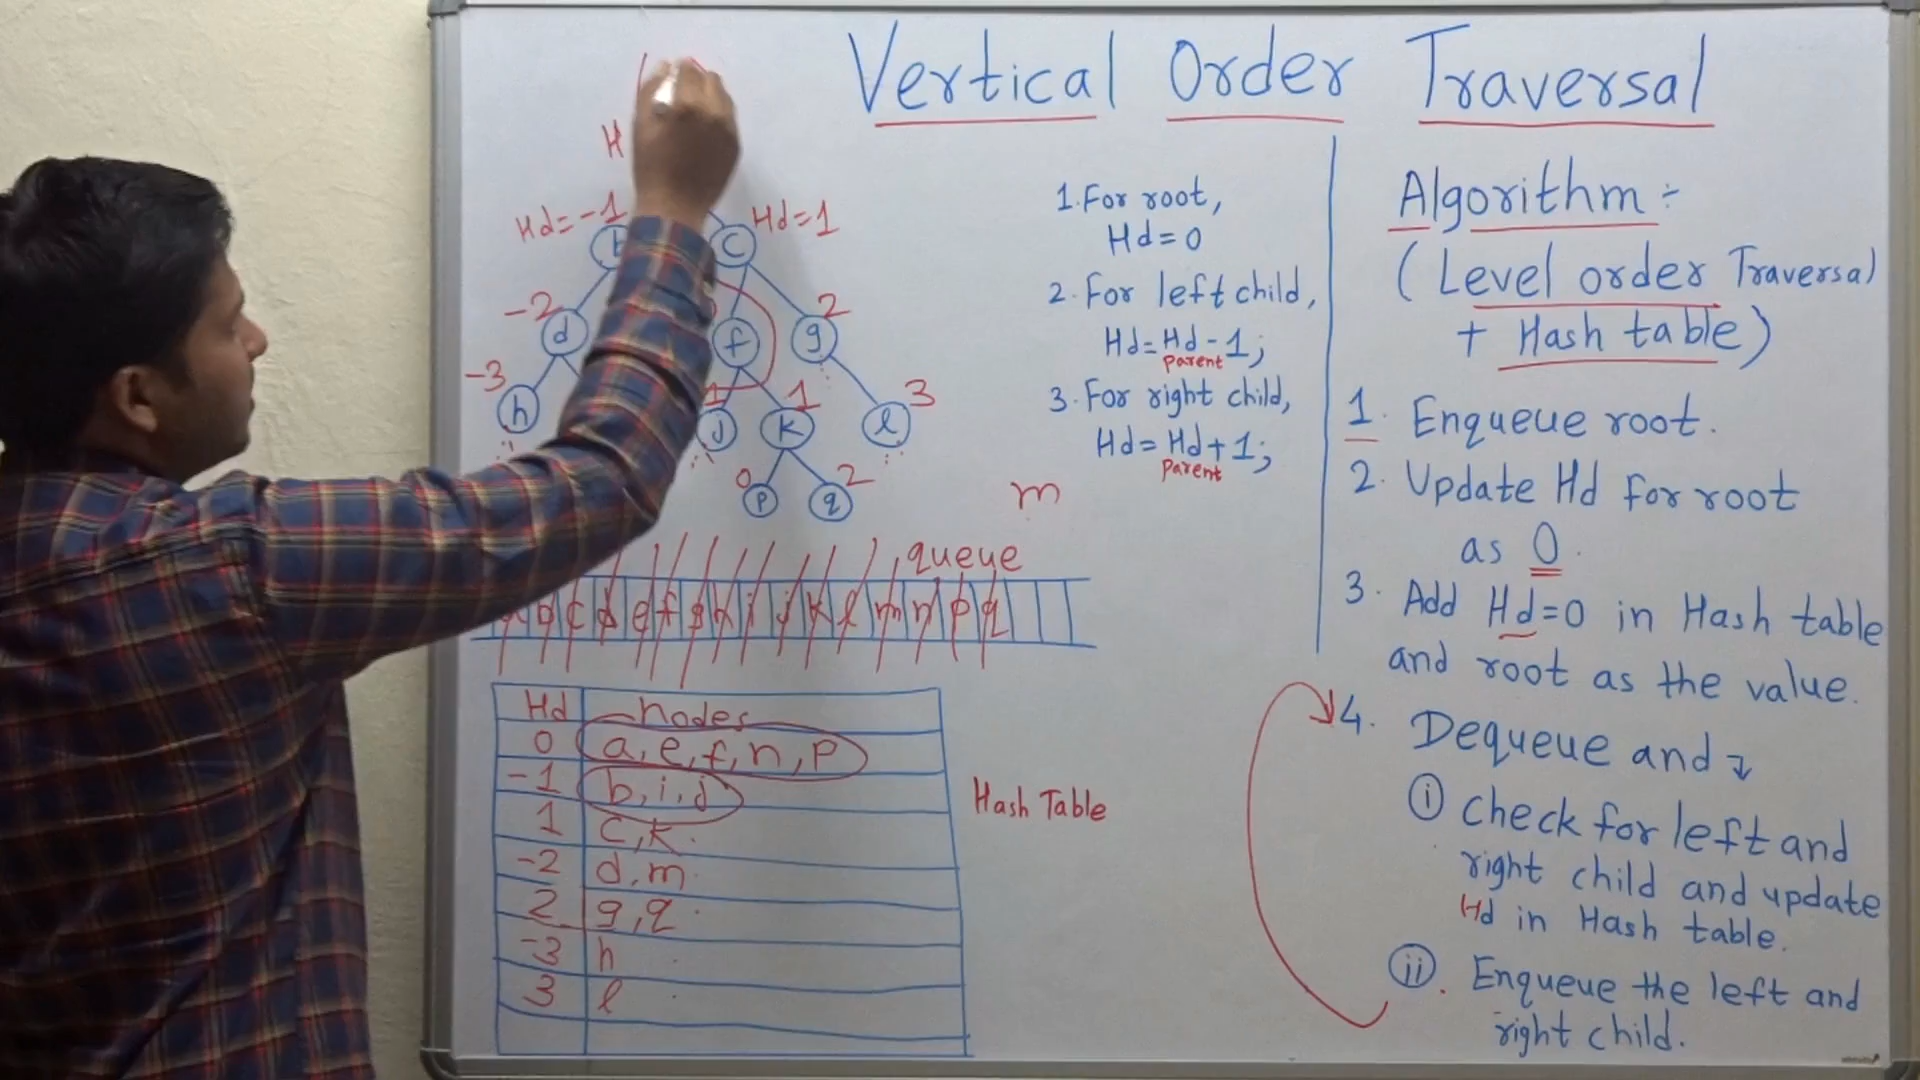 Vertical Order Traversal
H
Hd=-1
Hd=1
C
-2
2
d
f
g
-3
1
1
3
h
j
k
l
0
2
p
q
m
1. For root,
Hd=0
2. For left child,
Hd=Hd-1;
parent
3. For right child,
Hd=Hd+1;
parent
queue
c d e f g h i j k l m n p q
Hd nodes
0 a, e, f, n, p
-1 b, i, j
1 c, k
-2 d, m
2 g, q
-3 h
3 l
Hash Table
Algorithm :-
(Level order Traversal
+ Hash table)
1. Enqueue root.
2. Update Hd for root
as 0.
3. Add Hd=0 in Hash table
and root as the value.
4. Dequeue and
i Check for left and
right child and update
Hd in Hash table.
ii. Enqueue the left and
right child.